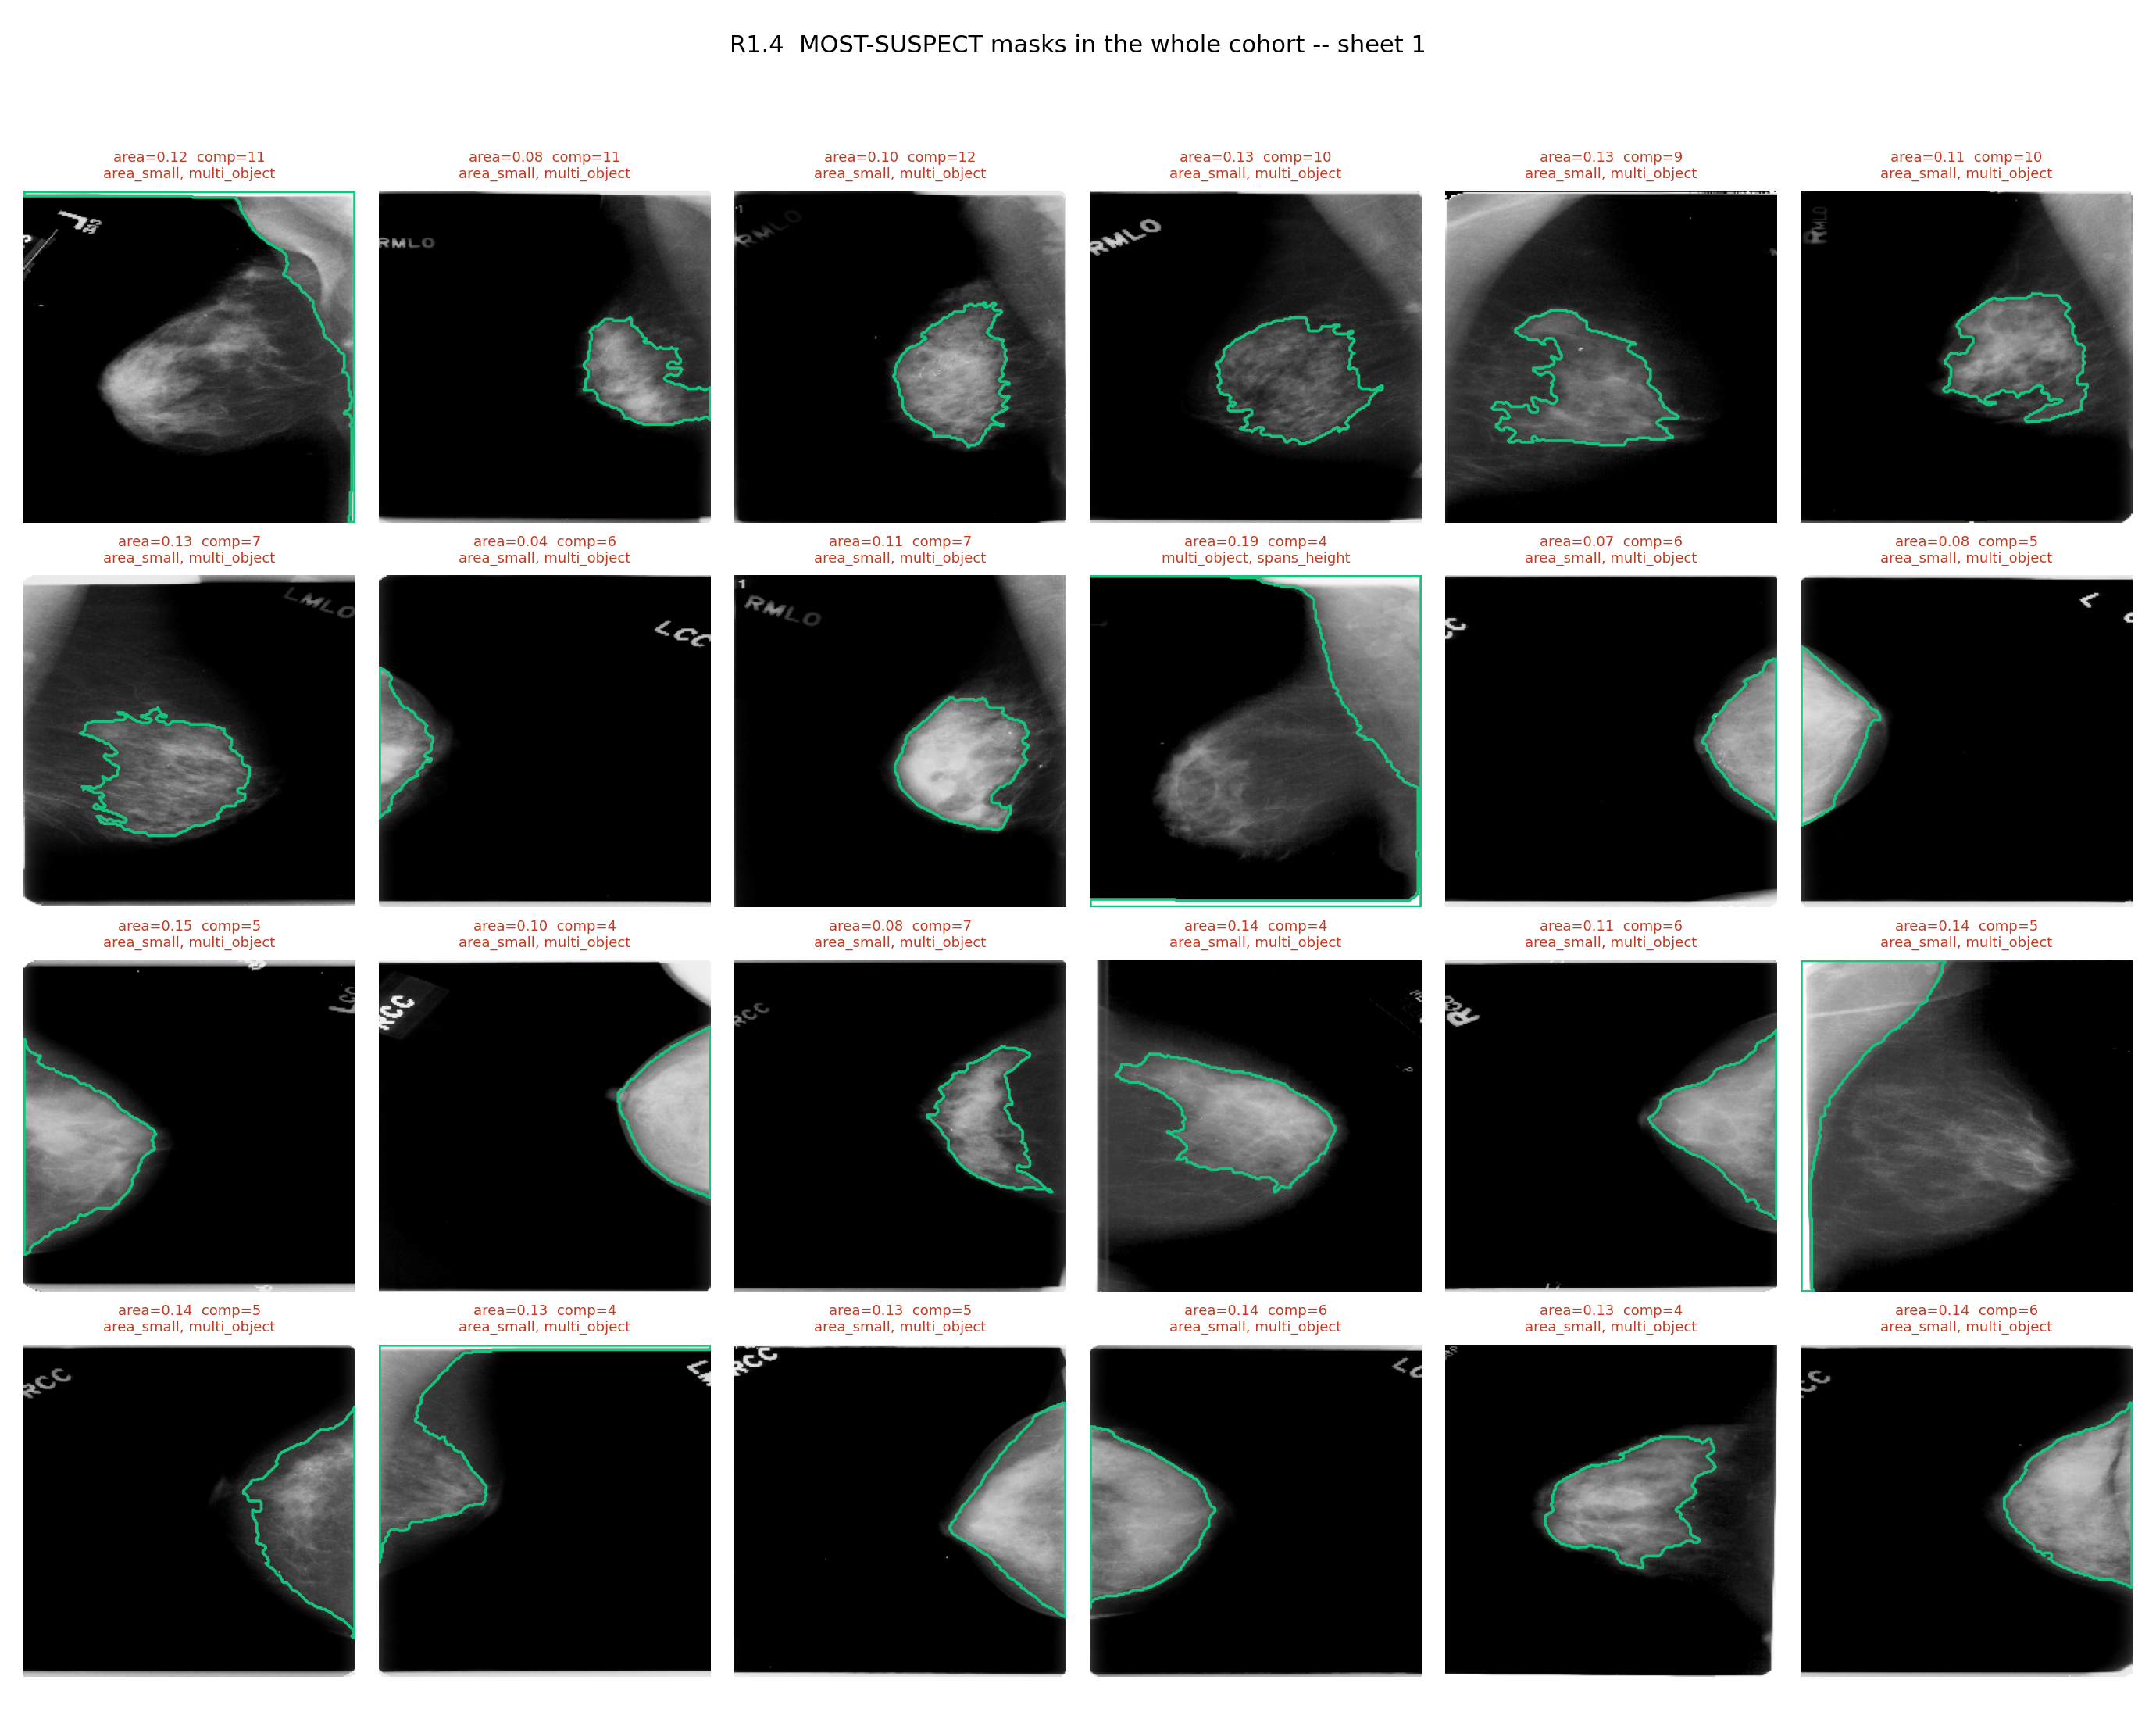 R1.4  MOST-SUSPECT masks in the whole cohort -- sheet 1
area=0.12  comp=11
area_small, multi_object
area=0.08  comp=11
area_small, multi_object
area=0.10  comp=12
area_small, multi_object
area=0.13  comp=10
area_small, multi_object
area=0.13  comp=9
area_small, multi_object
area=0.11  comp=10
area_small, multi_object
L
RMLO
1
RMLO
RMLO
RMLO
area=0.13  comp=7
area_small, multi_object
area=0.04  comp=6
area_small, multi_object
area=0.11  comp=7
area_small, multi_object
area=0.19  comp=4
multi_object, spans_height
area=0.07  comp=6
area_small, multi_object
area=0.08  comp=5
area_small, multi_object
LMLO
LCC
1
RMLO
CC
L
area=0.15  comp=5
area_small, multi_object
area=0.10  comp=4
area_small, multi_object
area=0.08  comp=7
area_small, multi_object
area=0.14  comp=4
area_small, multi_object
area=0.11  comp=6
area_small, multi_object
area=0.14  comp=5
area_small, multi_object
LCC
RCC
RCC
R
area=0.14  comp=5
area_small, multi_object
area=0.13  comp=4
area_small, multi_object
area=0.13  comp=5
area_small, multi_object
area=0.14  comp=6
area_small, multi_object
area=0.13  comp=4
area_small, multi_object
area=0.14  comp=6
area_small, multi_object
RCC
RCC
LC
CC